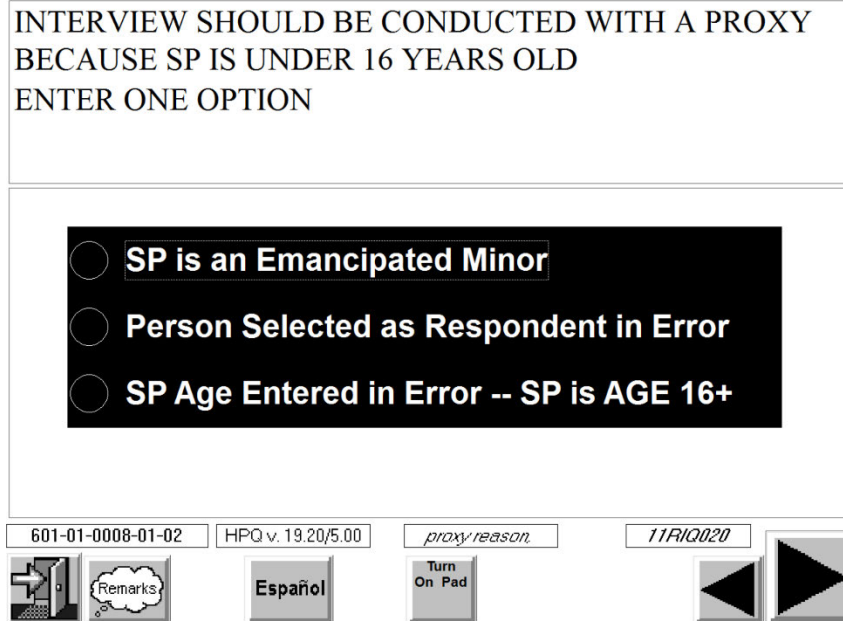 INTERVIEW SHOULD BE CONDUCTED WITH A PROXY
BECAUSE SP IS UNDER 16 YEARS OLD
ENTER ONE OPTION
SP is an Emancipated Minor
Person Selected as Respondent in Error
SP Age Entered in Error -- SP is AGE 16+
601-01-0008-01-02
HPQ v. 19.20/5.00
proxy reason,
11RIQ020
Remarks
Español
Turn
On Pad